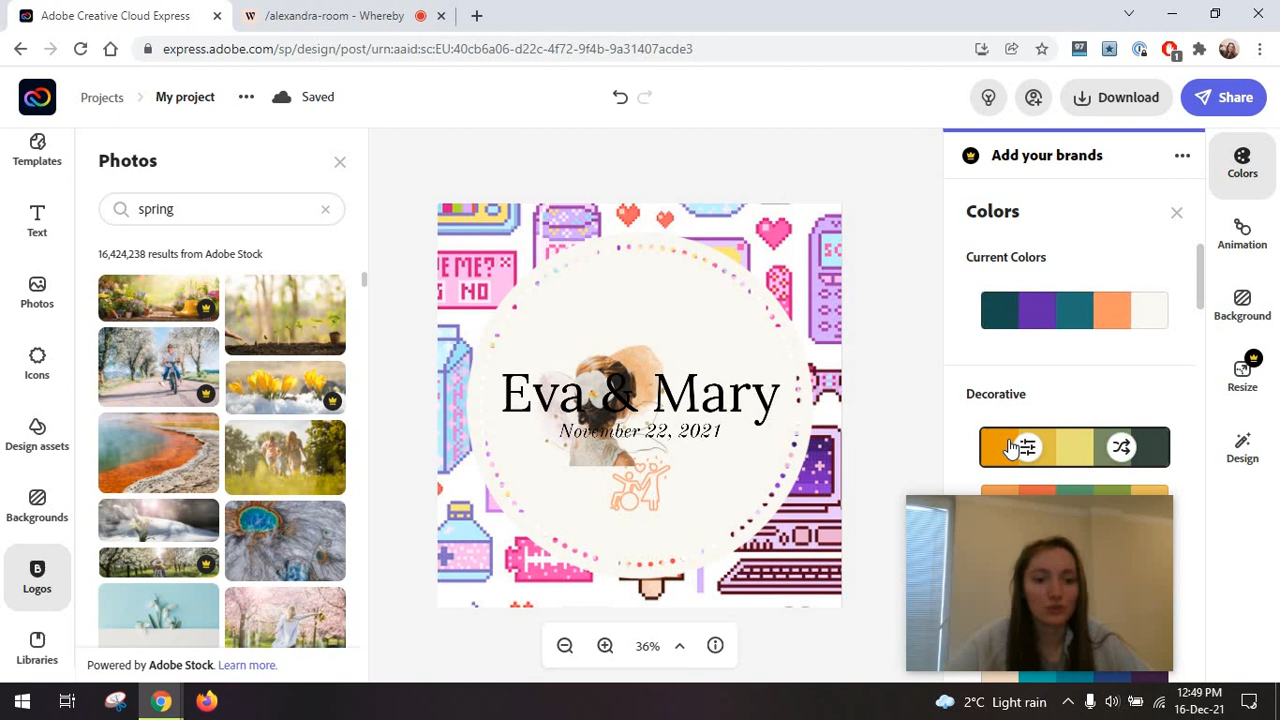 Adobe Creative Cloud Express
/alexandra-room - Whereby
express.adobe.com/sp/design/post/urn:aaid:sc:EU:40cb6a06-d22c-4f72-9f4b-9a31407acde3
97
1
Projects
My project
Saved
Download
Share
Templates
Text
Photos
Icons
Design assets
Backgrounds
Logos
Libraries
Photos
spring
16,424,238 results from Adobe Stock
Powered by Adobe Stock. Learn more.
EME?
NO
Eva & Mary
November 22, 2021
36%
Add your brands
Colors
Current Colors
Decorative
Colors
Animation
Background
Resize
Design
2°C Light rain
12:49 PM
16-Dec-21